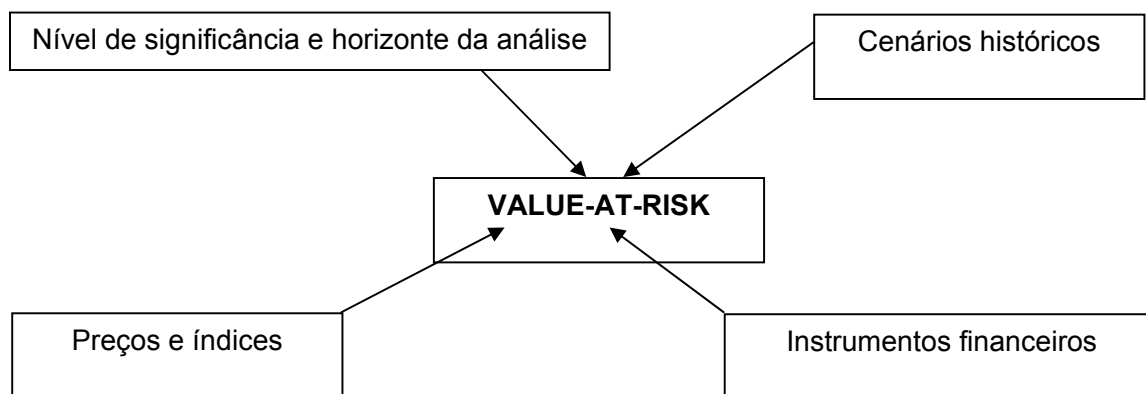 Nível de significância e horizonte da análise
Cenários históricos
VALUE-AT-RISK
Preços e índices
Instrumentos financeiros